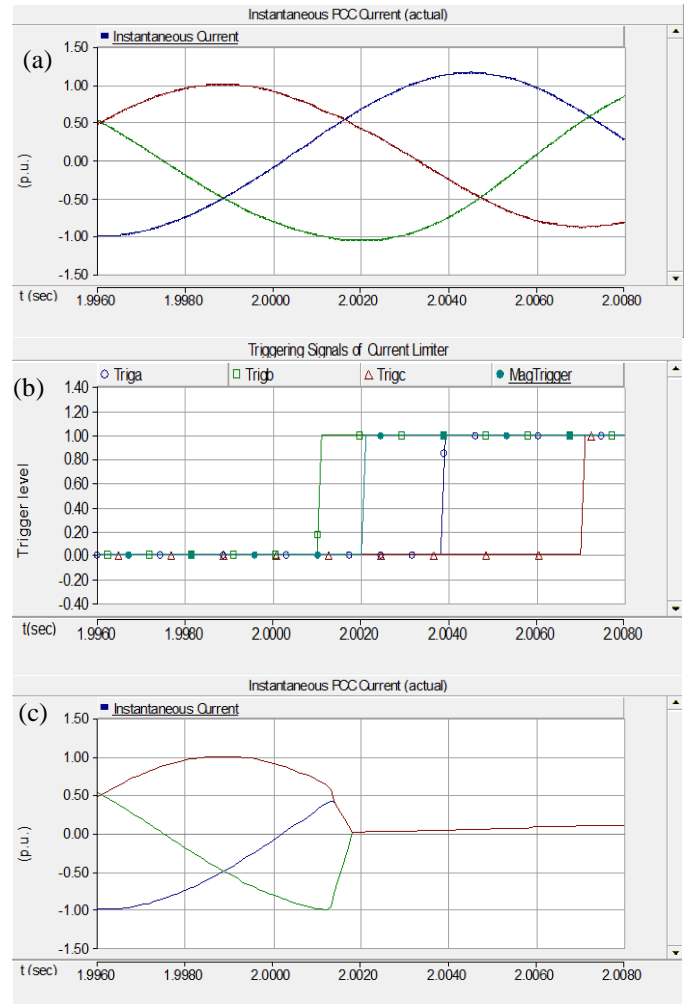 Instantaneous PCC Current (actual)
Instantaneous Current
(a)
1.50
1.00
0.50
0.00
-0.50
-1.00
-1.50
(p.u.)
t (sec) 1.9960 1.9980 2.0000 2.0020 2.0040 2.0060 2.0080
Triggering Signals of Current Limiter
Triga Trigb Trigc MagTrigger
(b)
1.40
1.20
1.00
0.80
0.60
0.40
0.20
0.00
-0.20
-0.40
Trigger level
t(sec) 1.9960 1.9980 2.0000 2.0020 2.0040 2.0060 2.0080
Instantaneous PCC Current (actual)
Instantaneous Current
(c)
1.50
1.00
0.50
0.00
-0.50
-1.00
-1.50
(p.u.)
t (sec) 1.9960 1.9980 2.0000 2.0020 2.0040 2.0060 2.0080